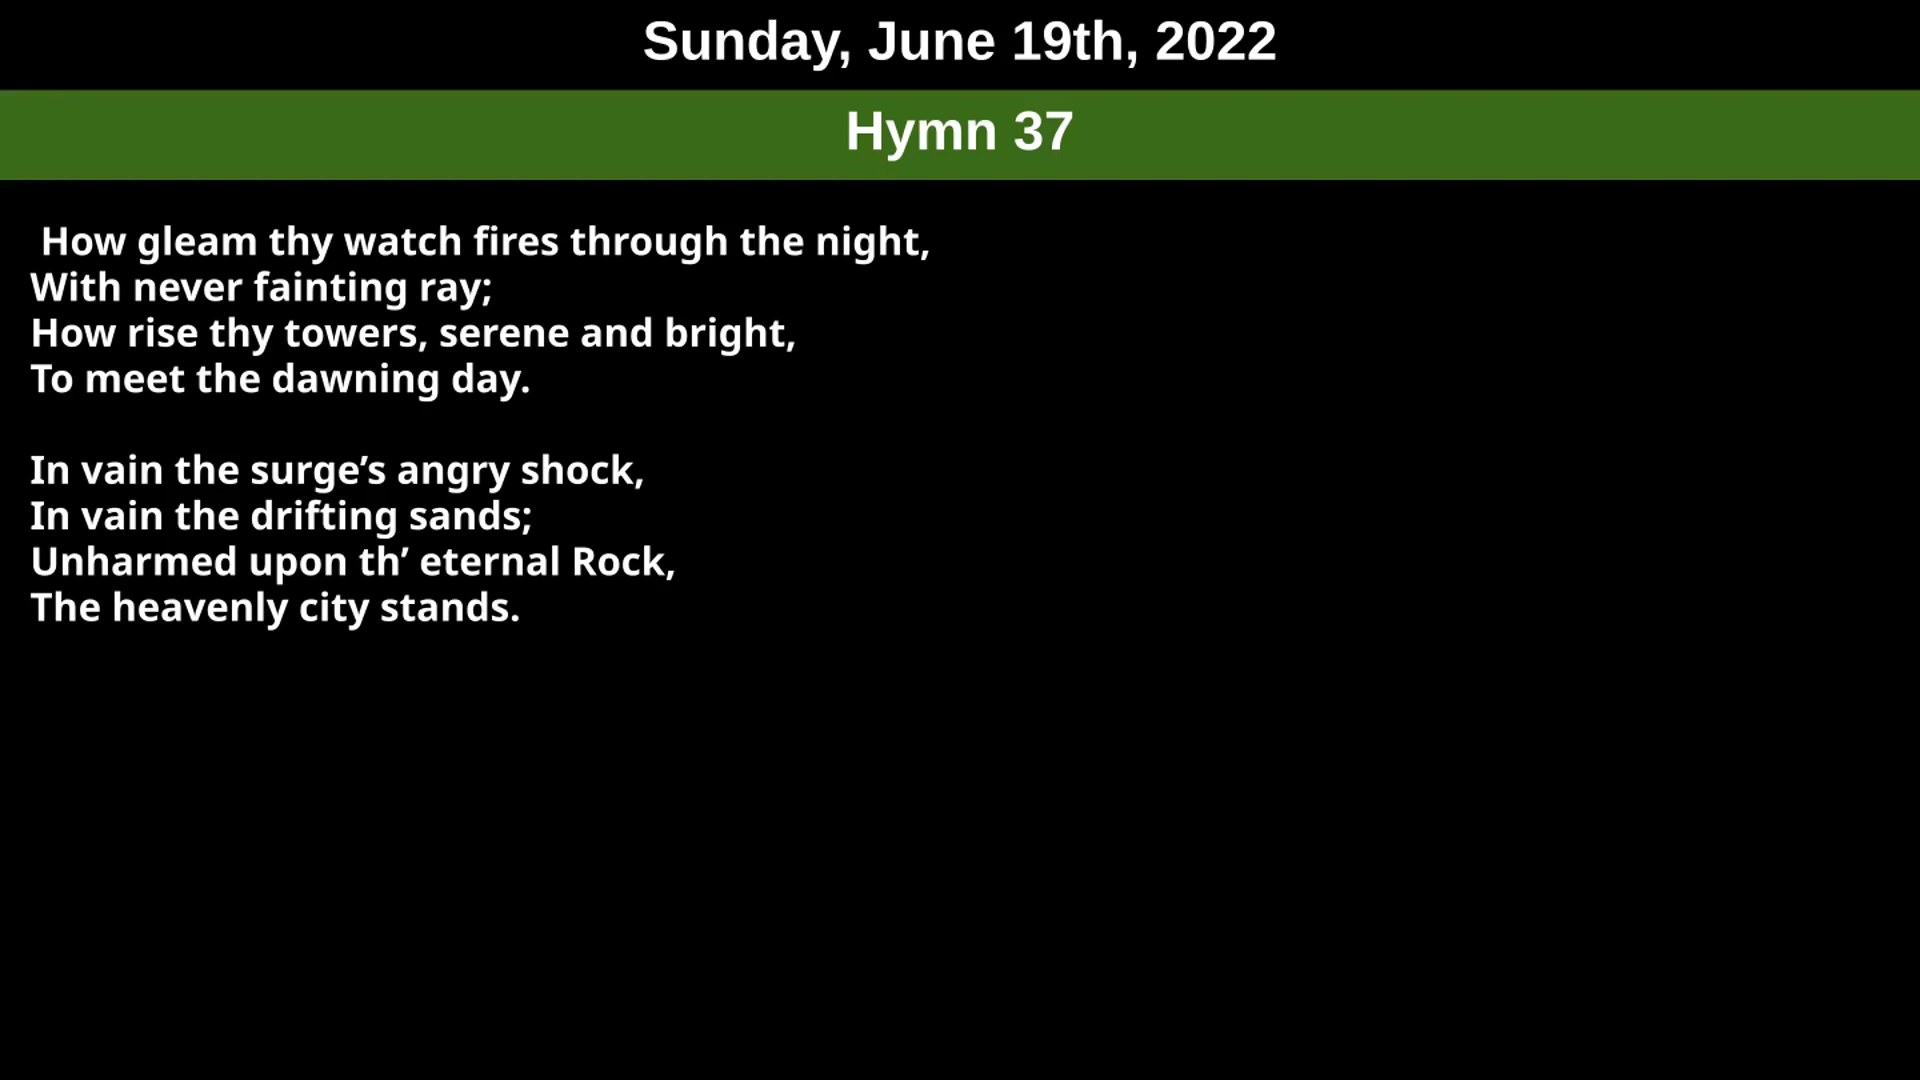 Sunday, June 19th, 2022
Hymn 37
How gleam thy watch fires through the night,
With never fainting ray;
How rise thy towers, serene and bright,
To meet the dawning day.
In vain the surge’s angry shock,
In vain the drifting sands;
Unharmed upon th’ eternal Rock,
The heavenly city stands.